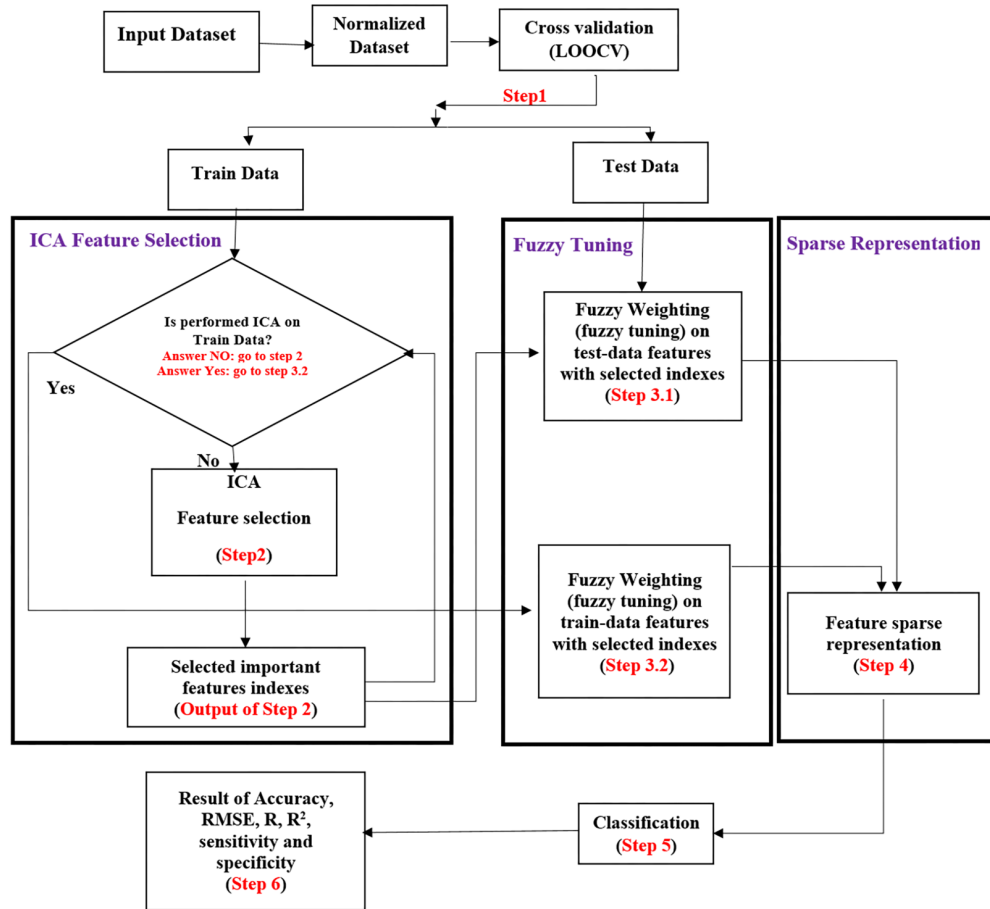 Input Dataset
Normalized
Dataset
Cross validation
(LOOCV)
Step1
Train Data
Test Data
ICA Feature Selection
Is performed ICA on
Train Data?
Answer NO: go to step 2
Answer Yes: go to step 3.2
Yes
No
ICA
Feature selection
(Step2)
Selected important
features indexes
(Output of Step 2)
Fuzzy Tuning
Fuzzy Weighting
(fuzzy tuning) on
test-data features
with selected indexes
(Step 3.1)
Fuzzy Weighting
(fuzzy tuning) on
train-data features
with selected indexes
(Step 3.2)
Sparse Representation
Feature sparse
representation
(Step 4)
Classification
(Step 5)
Result of Accuracy,
RMSE, R, R²,
sensitivity and
specificity
(Step 6)